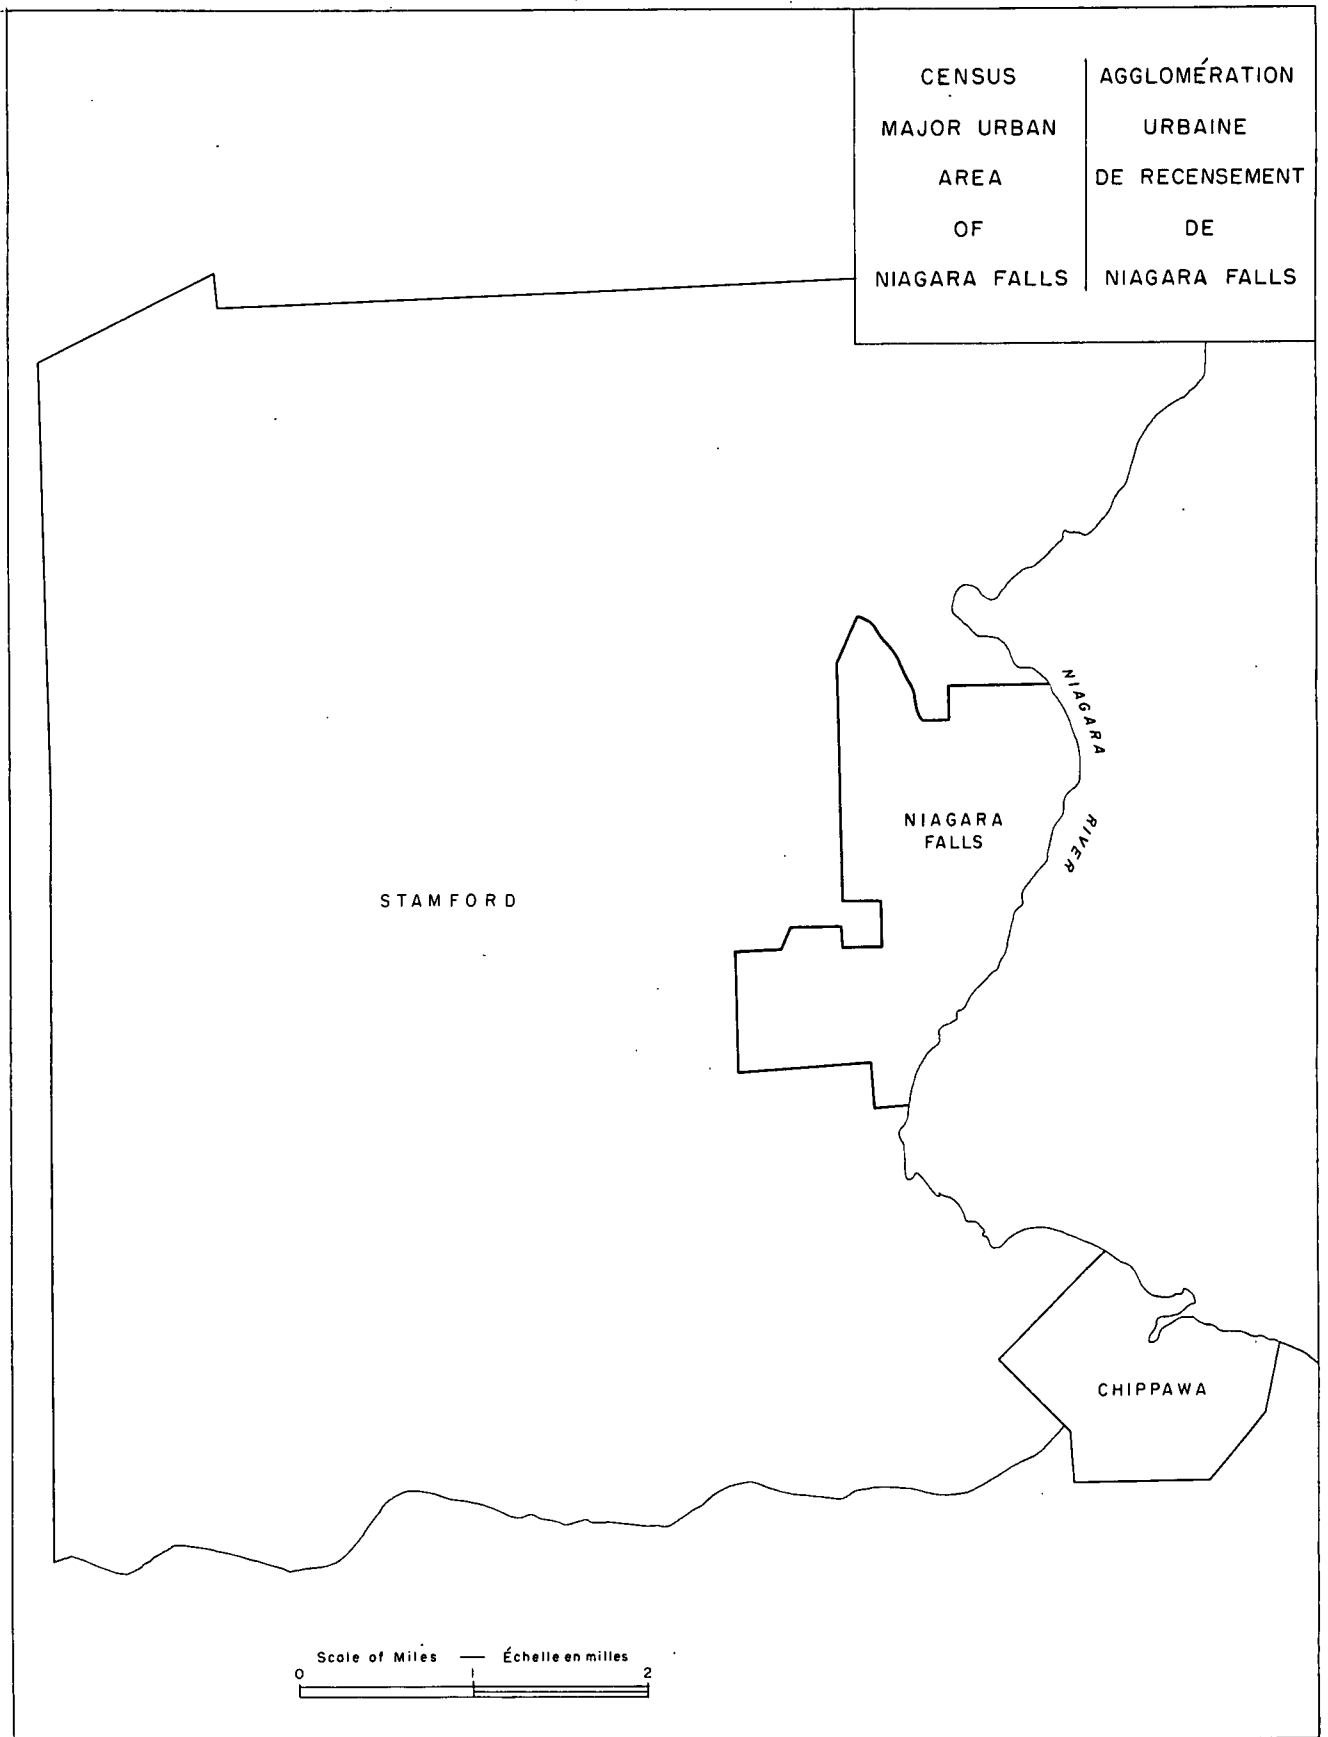 CENSUS
MAJOR URBAN
AREA
OF
NIAGARA FALLS
AGGLOMÉRATION
URBAINE
DE RECENSEMENT
DE
NIAGARA FALLS
NIAGARA
RIVER
NIAGARA
FALLS
STAMFORD
CHIPPAWA
Scale of Miles — Échelle en milles
0 1 2